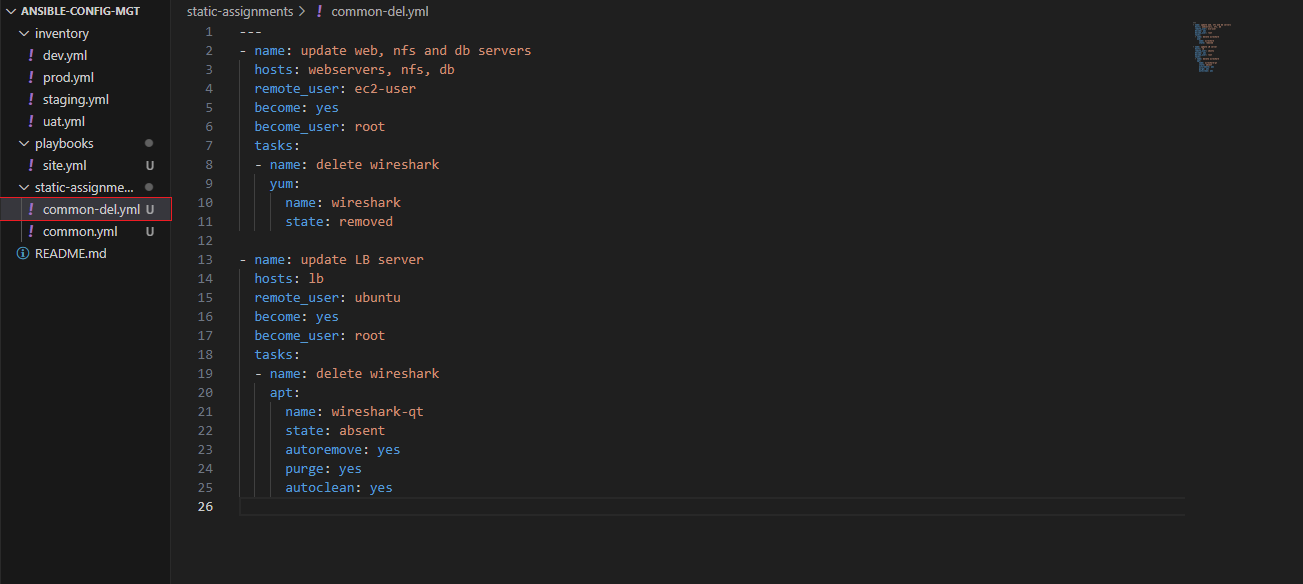 ANSIBLE-CONFIG-MGT
inventory
! dev.yml
! prod.yml
! staging.yml
! uat.yml
playbooks
! site.yml U
static-assignme...
! common-del.yml U
! common.yml U
README.md
static-assignments > ! common-del.yml
1 ---
2 - name: update web, nfs and db servers
3   hosts: webservers, nfs, db
4   remote_user: ec2-user
5   become: yes
6   become_user: root
7   tasks:
8   - name: delete wireshark
9     yum:
10       name: wireshark
11       state: removed
12
13 - name: update LB server
14   hosts: lb
15   remote_user: ubuntu
16   become: yes
17   become_user: root
18   tasks:
19   - name: delete wireshark
20     apt:
21       name: wireshark-qt
22       state: absent
23       autoremove: yes
24       purge: yes
25       autoclean: yes
26